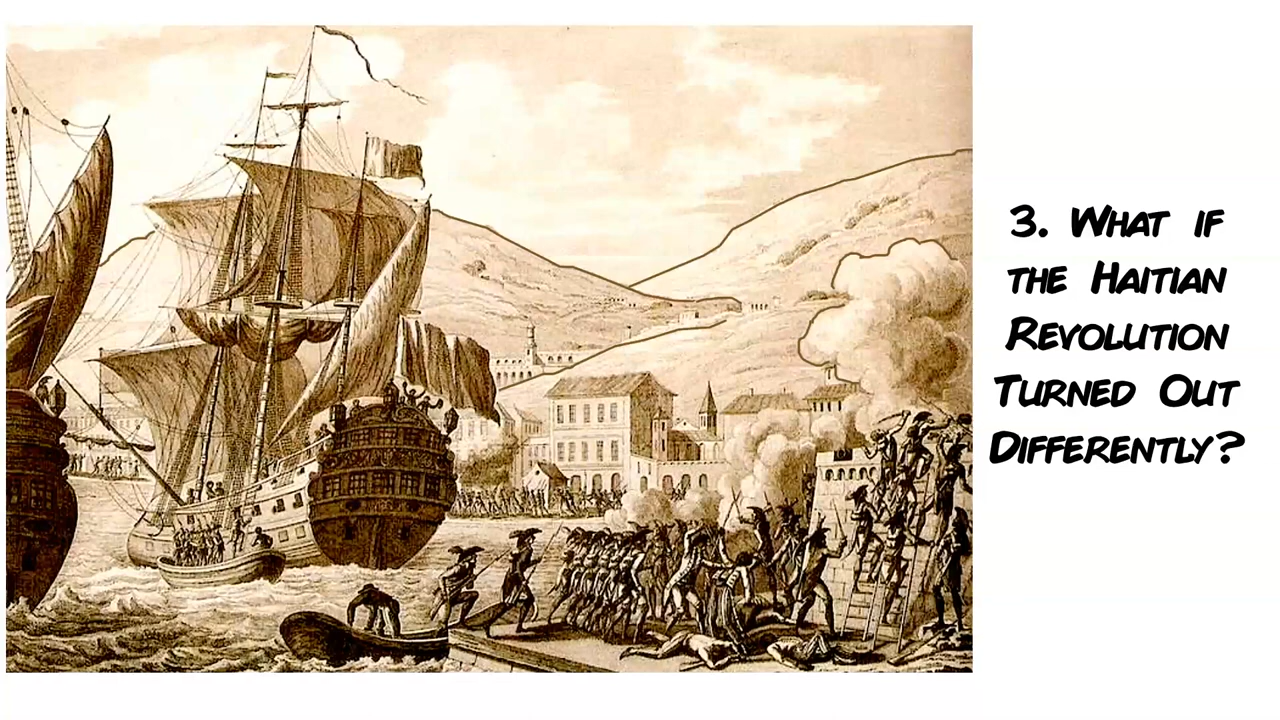 3. What if
the Haitian
Revolution
Turned Out
Differently?